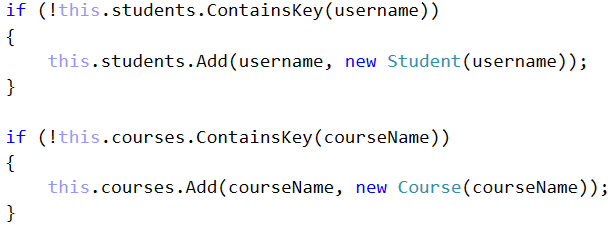 if (!this.students.ContainsKey(username))
{
    this.students.Add(username, new Student(username));
}

if (!this.courses.ContainsKey(courseName))
{
    this.courses.Add(courseName, new Course(courseName));
}